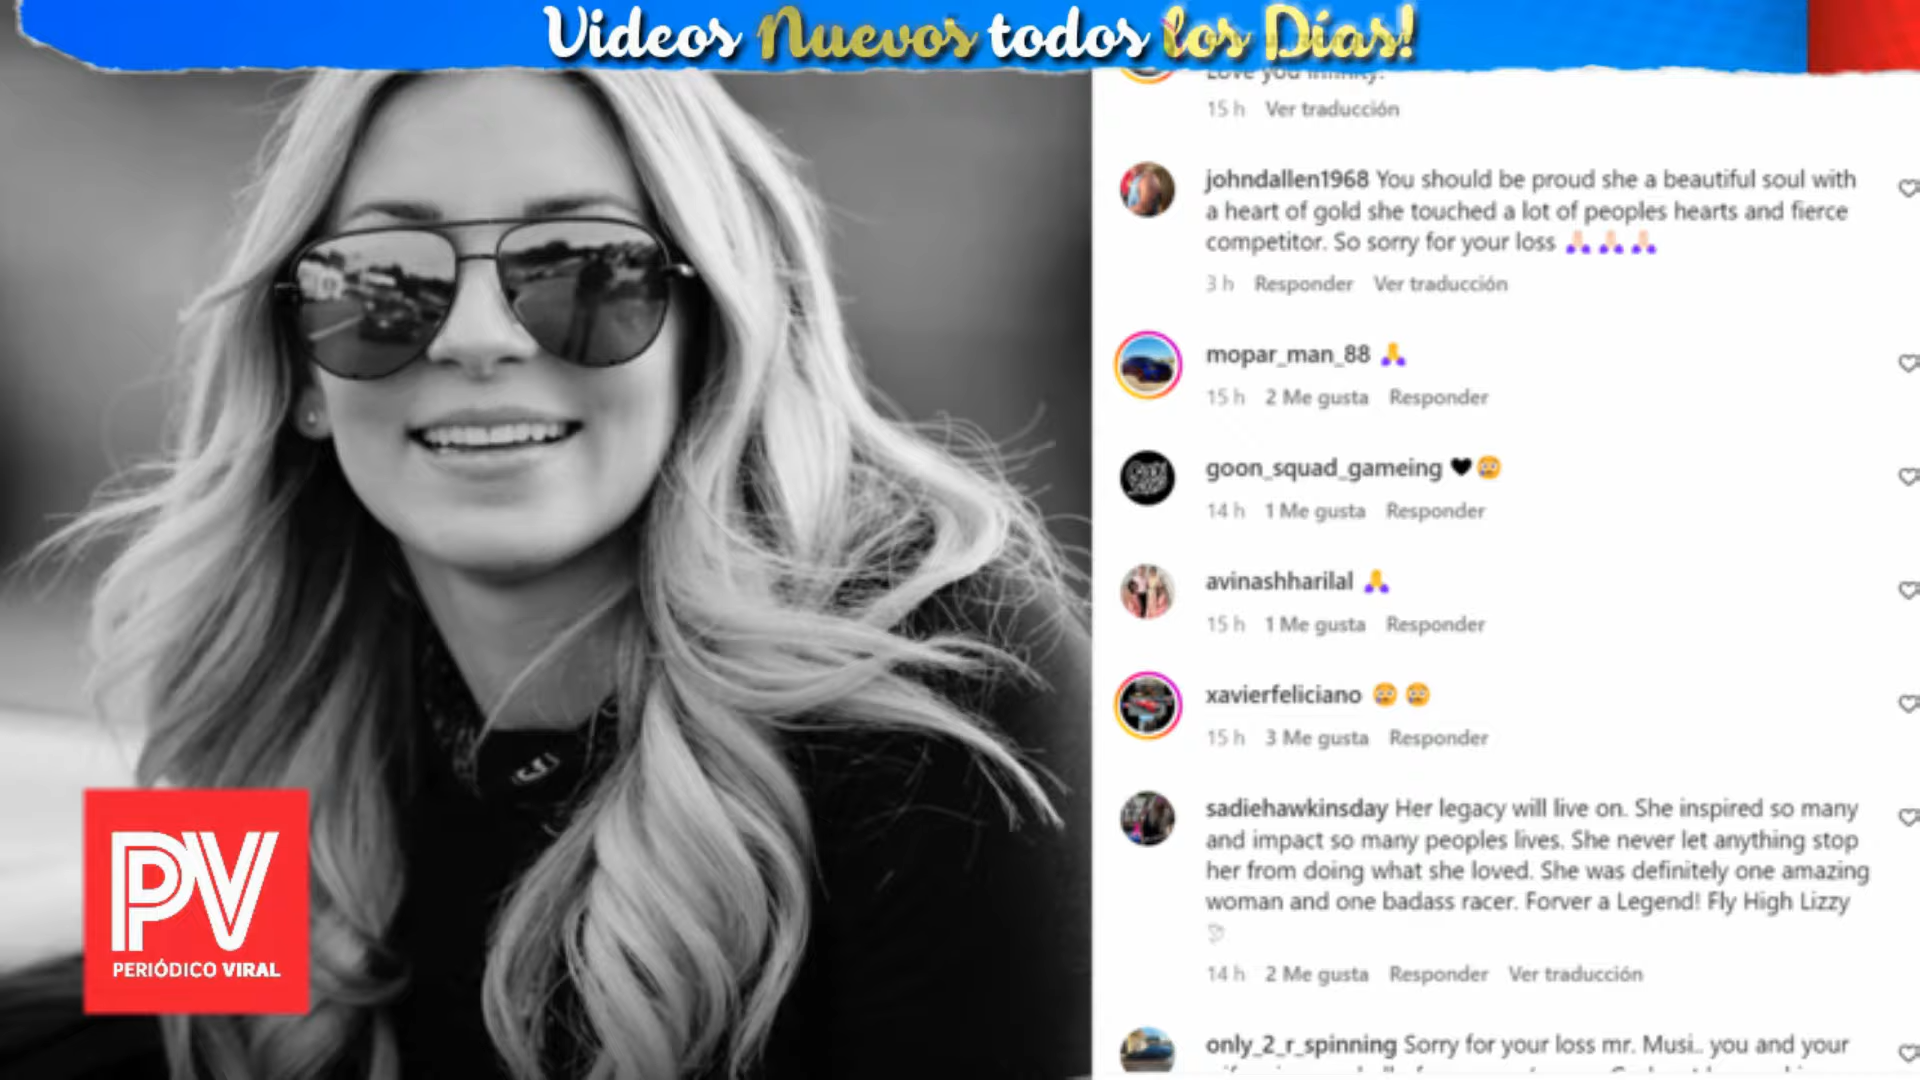 Videos Nuevos todos los Días!
Love you infinity.
15 h Ver traducción
johndallen1968 You should be proud she a beautiful soul with
a heart of gold she touched a lot of peoples hearts and fierce
competitor. So sorry for your loss
3 h Responder Ver traducción
mopar_man_88
15 h 2 Me gusta Responder
goon_squad_gameing
14 h 1 Me gusta Responder
avinashharilal
15 h 1 Me gusta Responder
xavierfeliciano
15 h 3 Me gusta Responder
sadiehawkinsday Her legacy will live on. She inspired so many
and impact so many peoples lives. She never let anything stop
her from doing what she loved. She was definitely one amazing
woman and one badass racer. Forver a Legend! Fly High Lizzy
14 h 2 Me gusta Responder Ver traducción
only_2_r_spinning Sorry for your loss mr. Musi.. you and your
PV
PERIÓDICO VIRAL